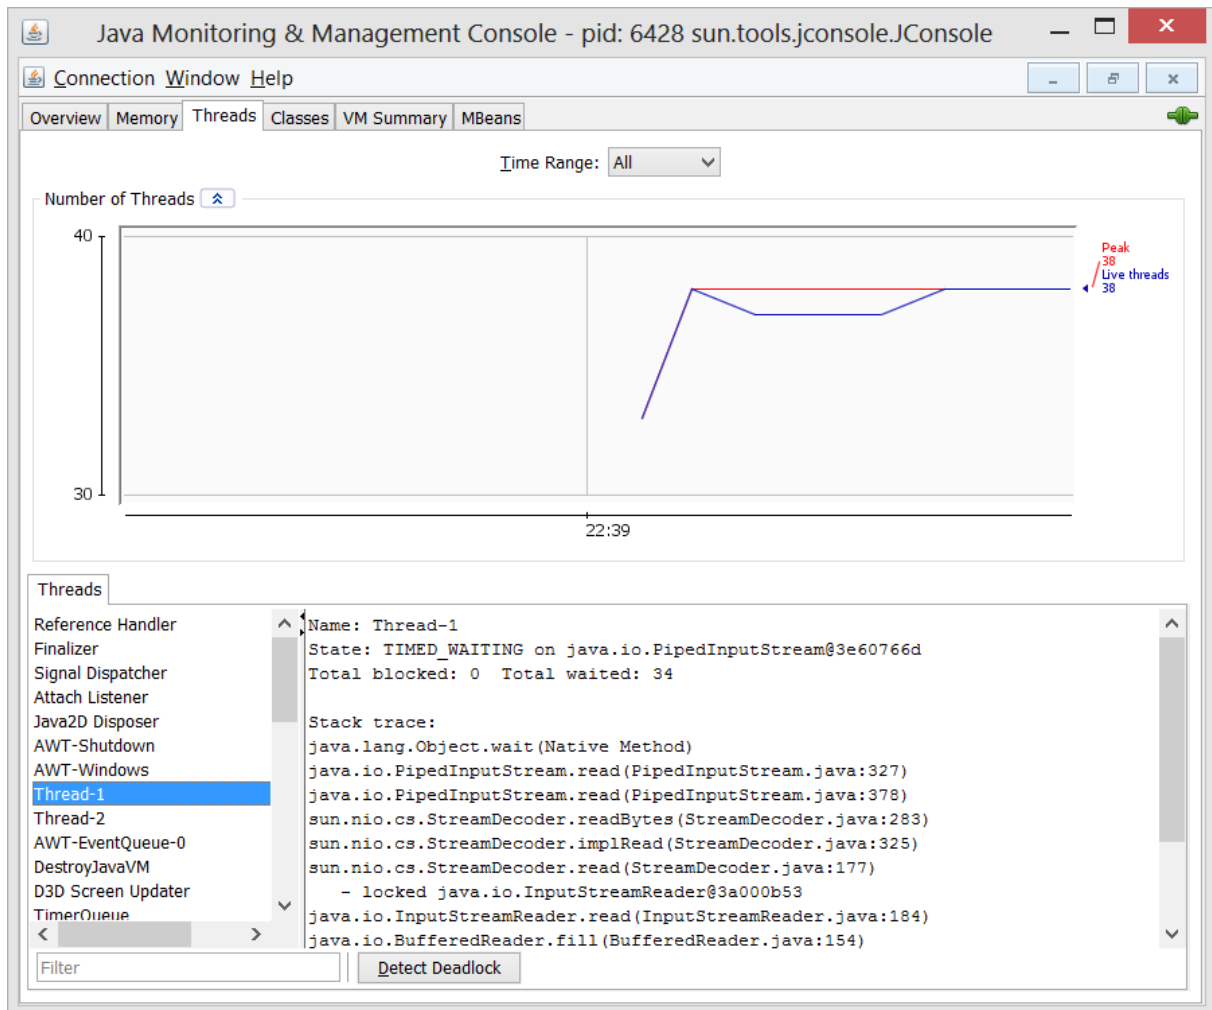 Java Monitoring & Management Console - pid: 6428 sun.tools.jconsole.JConsole
Connection Window Help
Overview Memory Threads Classes VM Summary MBeans
Time Range: All
Number of Threads
40
Peak
38
Live threads
38
30
22:39
Threads
Reference Handler
Finalizer
Signal Dispatcher
Attach Listener
Java2D Disposer
AWT-Shutdown
AWT-Windows
Thread-1
Thread-2
AWT-EventQueue-0
DestroyJavaVM
D3D Screen Updater
TimerQueue
Name: Thread-1
State: TIMED_WAITING on java.io.PipedInputStream@3e60766d
Total blocked: 0  Total waited: 34
Stack trace:
java.lang.Object.wait(Native Method)
java.io.PipedInputStream.read(PipedInputStream.java:327)
java.io.PipedInputStream.read(PipedInputStream.java:378)
sun.nio.cs.StreamDecoder.readBytes(StreamDecoder.java:283)
sun.nio.cs.StreamDecoder.implRead(StreamDecoder.java:325)
sun.nio.cs.StreamDecoder.read(StreamDecoder.java:177)
- locked java.io.InputStreamReader@3a000b53
java.io.InputStreamReader.read(InputStreamReader.java:184)
java.io.BufferedReader.fill(BufferedReader.java:154)
Filter
Detect Deadlock